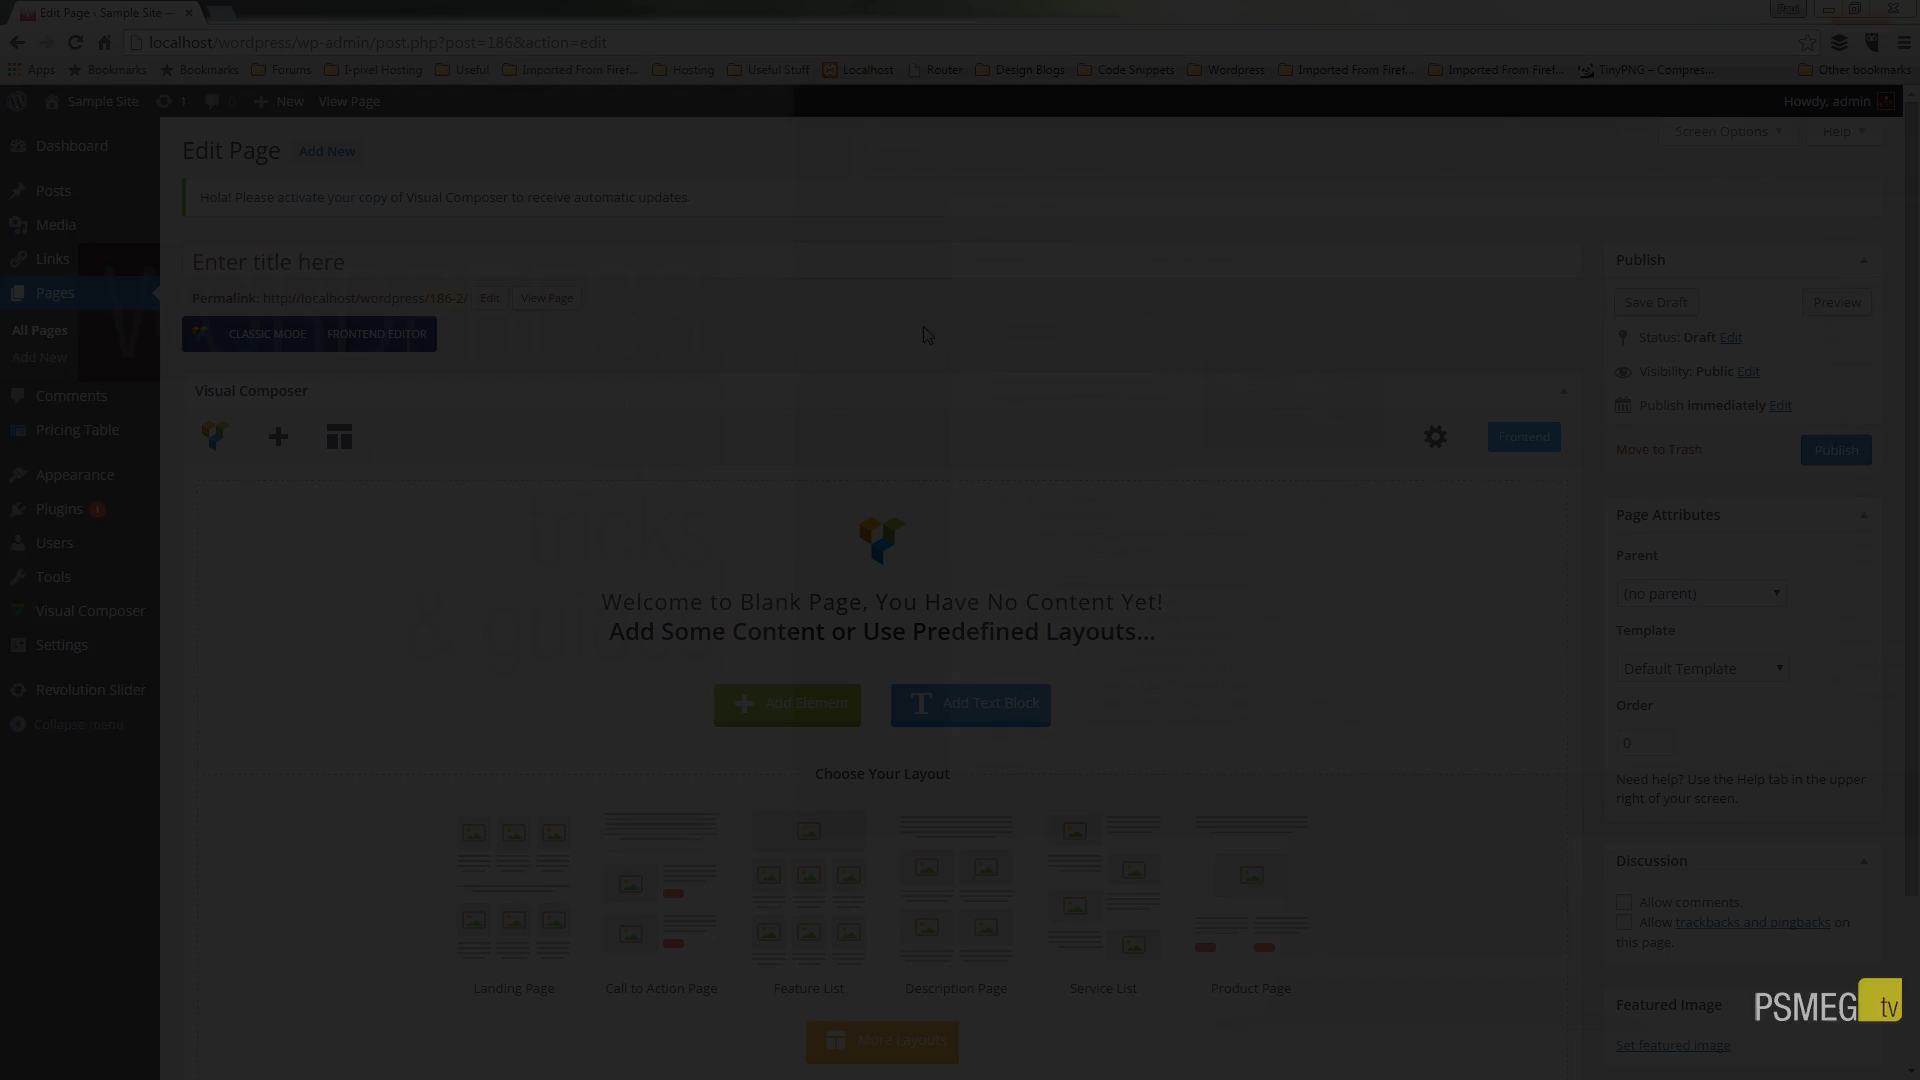 Edit Page ‹ Sample Site —
localhost/wordpress/wp-admin/post.php?post=186&action=edit
Apps Bookmarks Bookmarks Forums I-pixel Hosting Useful Imported From Firef... Hosting Useful Stuff Localhost Router Design Blogs Code Snippets Wordpress Imported From Firef... Imported From Firef... TinyPNG – Compres... Other bookmarks
Sample Site 1 0 New View Page Howdy, admin
Screen Options Help
Edit Page Add New
Hola! Please activate your copy of Visual Composer to receive automatic updates.
Enter title here
Permalink: http://localhost/wordpress/186-2/ Edit View Page
CLASSIC MODE FRONTEND EDITOR
Visual Composer
Frontend
tricks
Welcome to Blank Page, You Have No Content Yet!
Add Some Content or Use Predefined Layouts...
Add Element T Add Text Block
Choose Your Layout
Landing Page Call to Action Page Feature List Description Page Service List Product Page
More Layouts
Dashboard
Posts
Media
Links
Pages
All Pages
Add New
Comments
Pricing Table
Appearance
Plugins 1
Users
Tools
Visual Composer
Settings
Revolution Slider
Collapse menu
Publish
Save Draft Preview
Status: Draft Edit
Visibility: Public Edit
Publish immediately Edit
Move to Trash Publish
Page Attributes
Parent
(no parent)
Template
Default Template
Order
0
Need help? Use the Help tab in the upper
right of your screen.
Discussion
Allow comments.
Allow trackbacks and pingbacks on
this page.
Featured Image
Set featured image
PSMEG tv